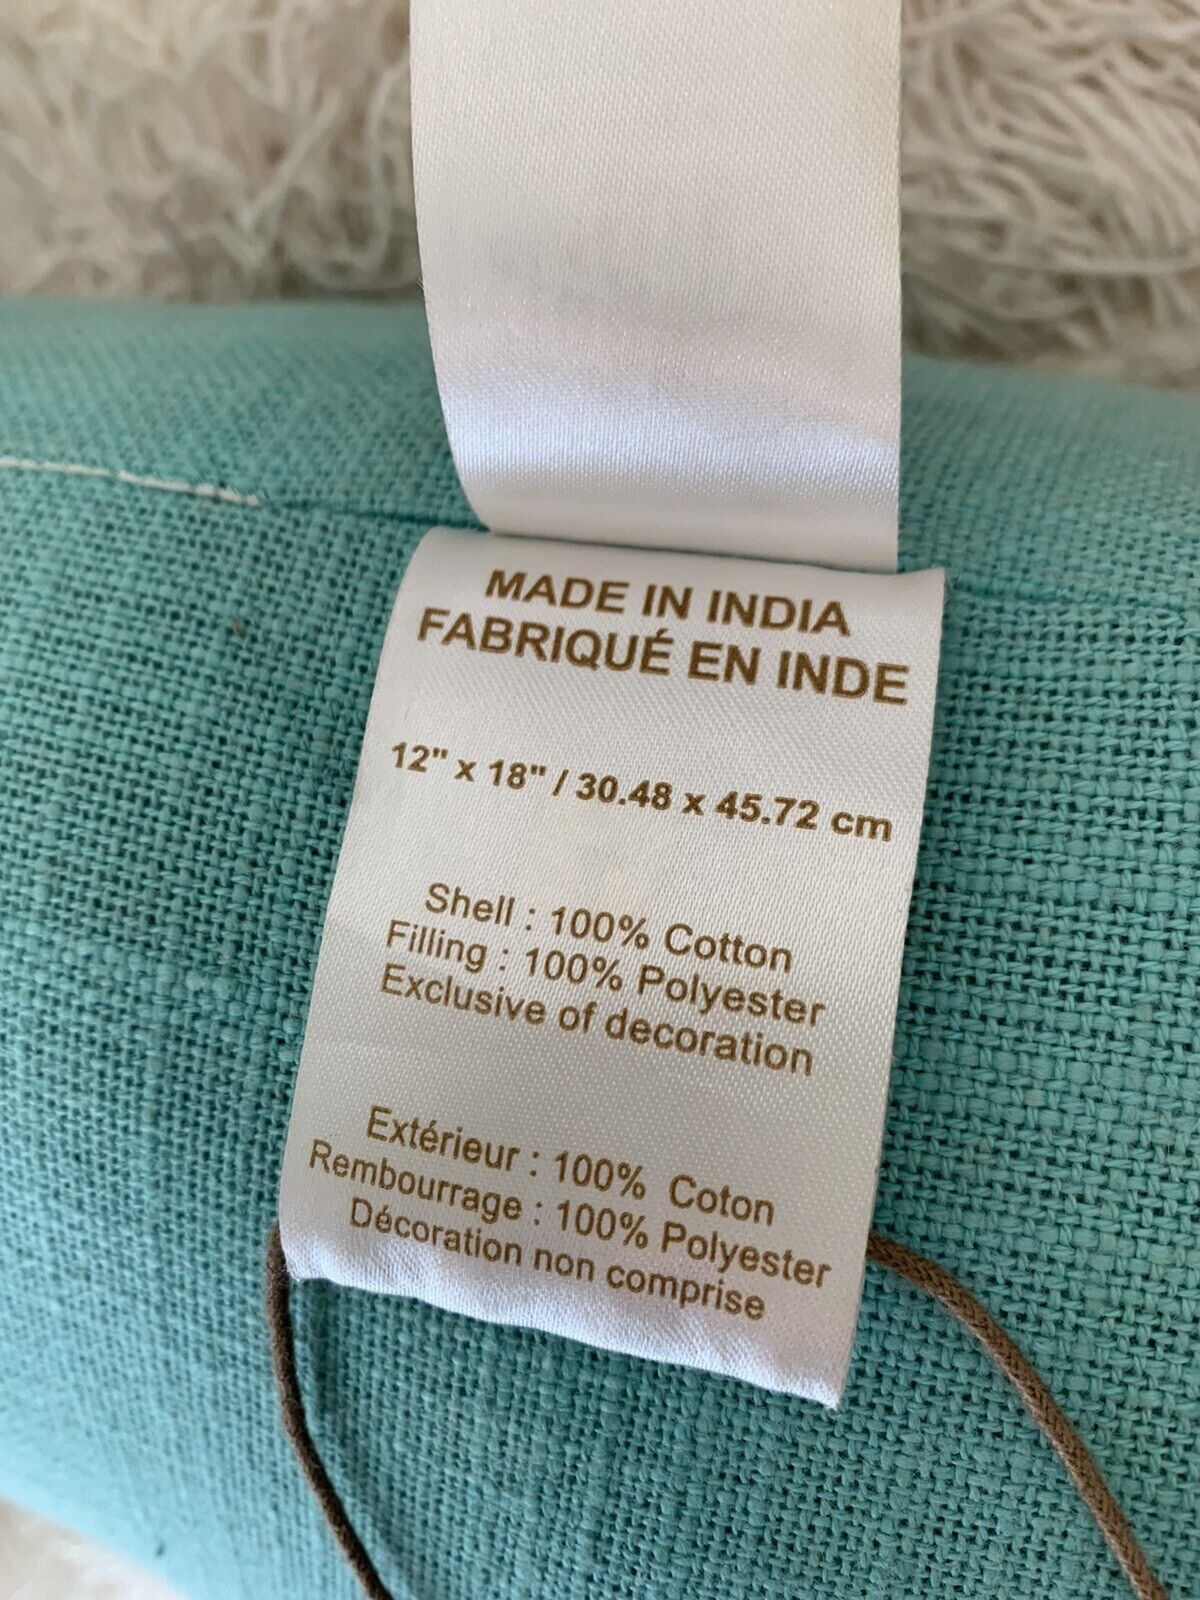 MADE IN INDIA
FABRIQUÉ EN INDE
12" x 18" / 30.48 x 45.72 cm
Shell : 100% Cotton
Filling : 100% Polyester
Exclusive of decoration
Extérieur : 100% Coton
Rembourrage : 100% Polyester
Décoration non comprise